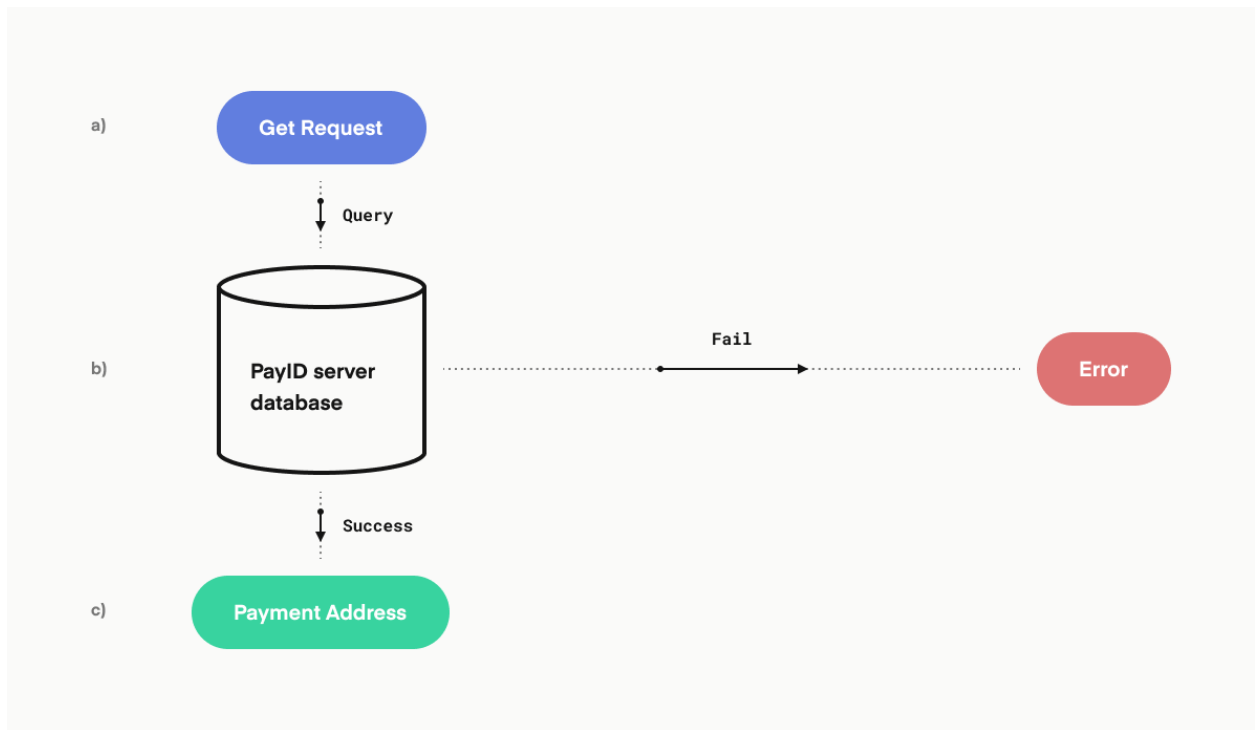 a)
Get Request
Query
Fail
b)
PayID server
database
Error
Success
c)
Payment Address